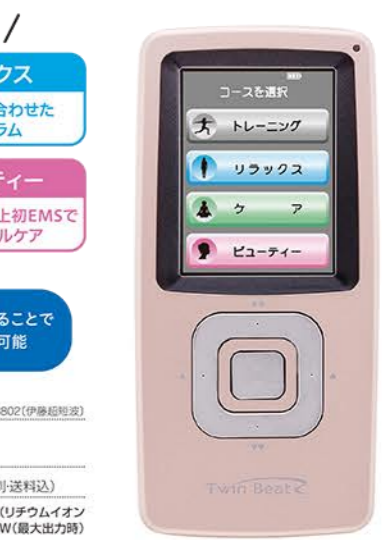 クス
合わせた
ラム
ティー
上初EMSで
ルケア
ることで
可能
802(伊藤超短波)
別・送料込)
(リチウムイオン
W(最大出力時)
コースを選択
トレーニング
リラックス
ケア
ビューティー
Twin Beat